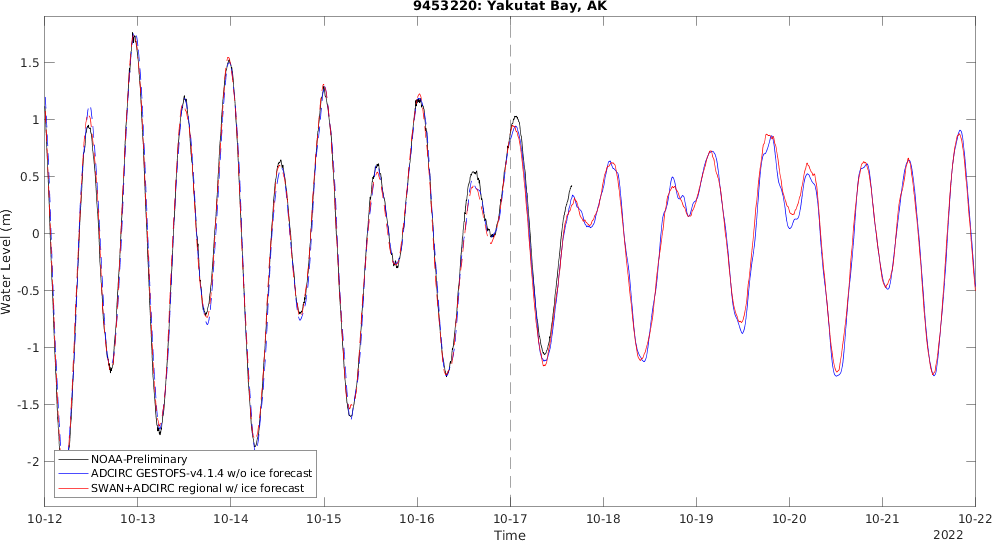 9453220: Yakutat Bay, AK
Water Level (m)
1.5
1
0.5
0
-0.5
-1
-1.5
-2
NOAA-Preliminary
ADCIRC GESTOFS-v4.1.4 w/o ice forecast
SWAN+ADCIRC regional w/ ice forecast
10-12 10-13 10-14 10-15 10-16 10-17 10-18 10-19 10-20 10-21 10-22
Time
2022